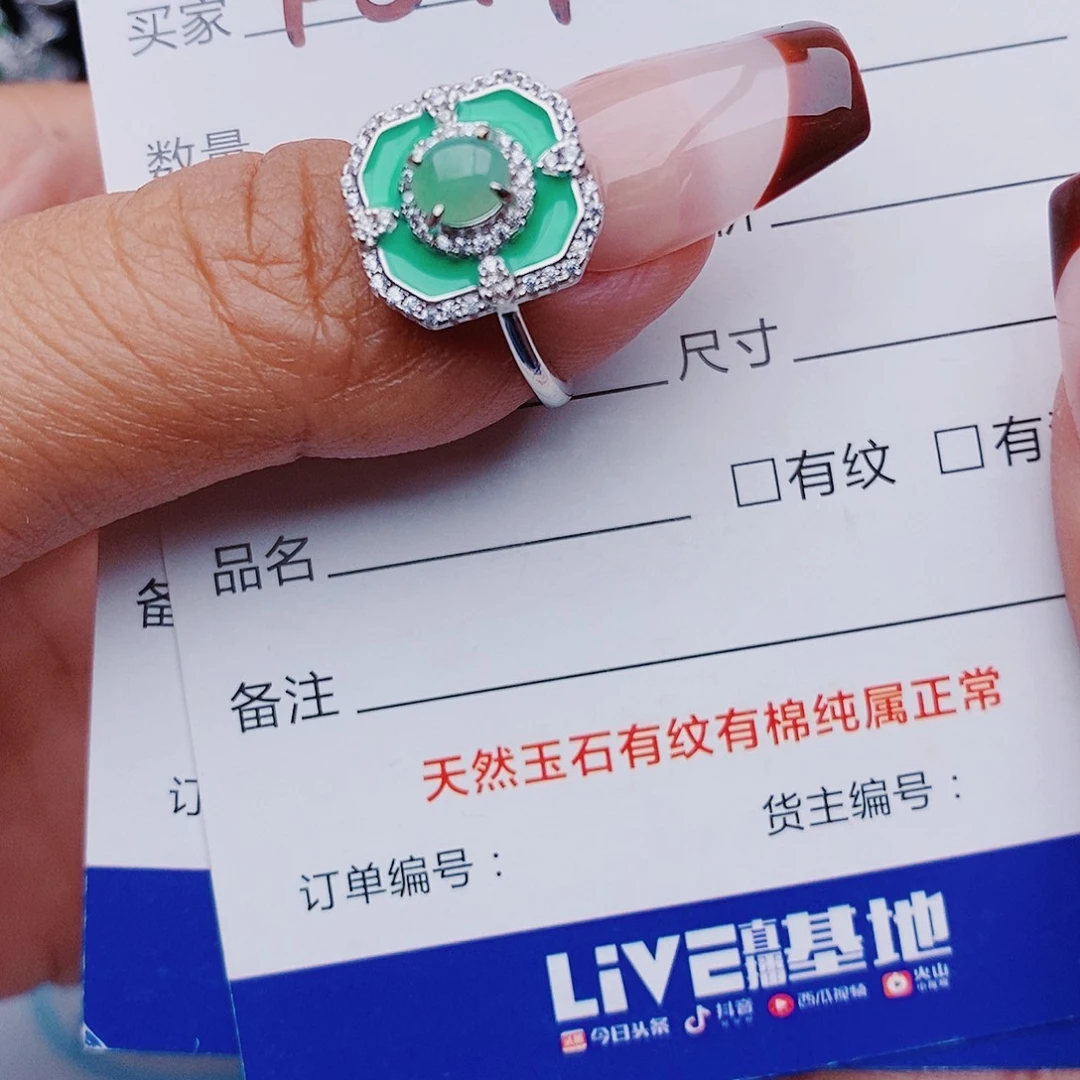 买家
数量
尺寸
有纹 有
品名
备
备注
天然玉石有纹有棉纯属正常
订
货主编号：
订单编号：
LiVE直播基地
今日头条 抖音 西瓜视频 火山